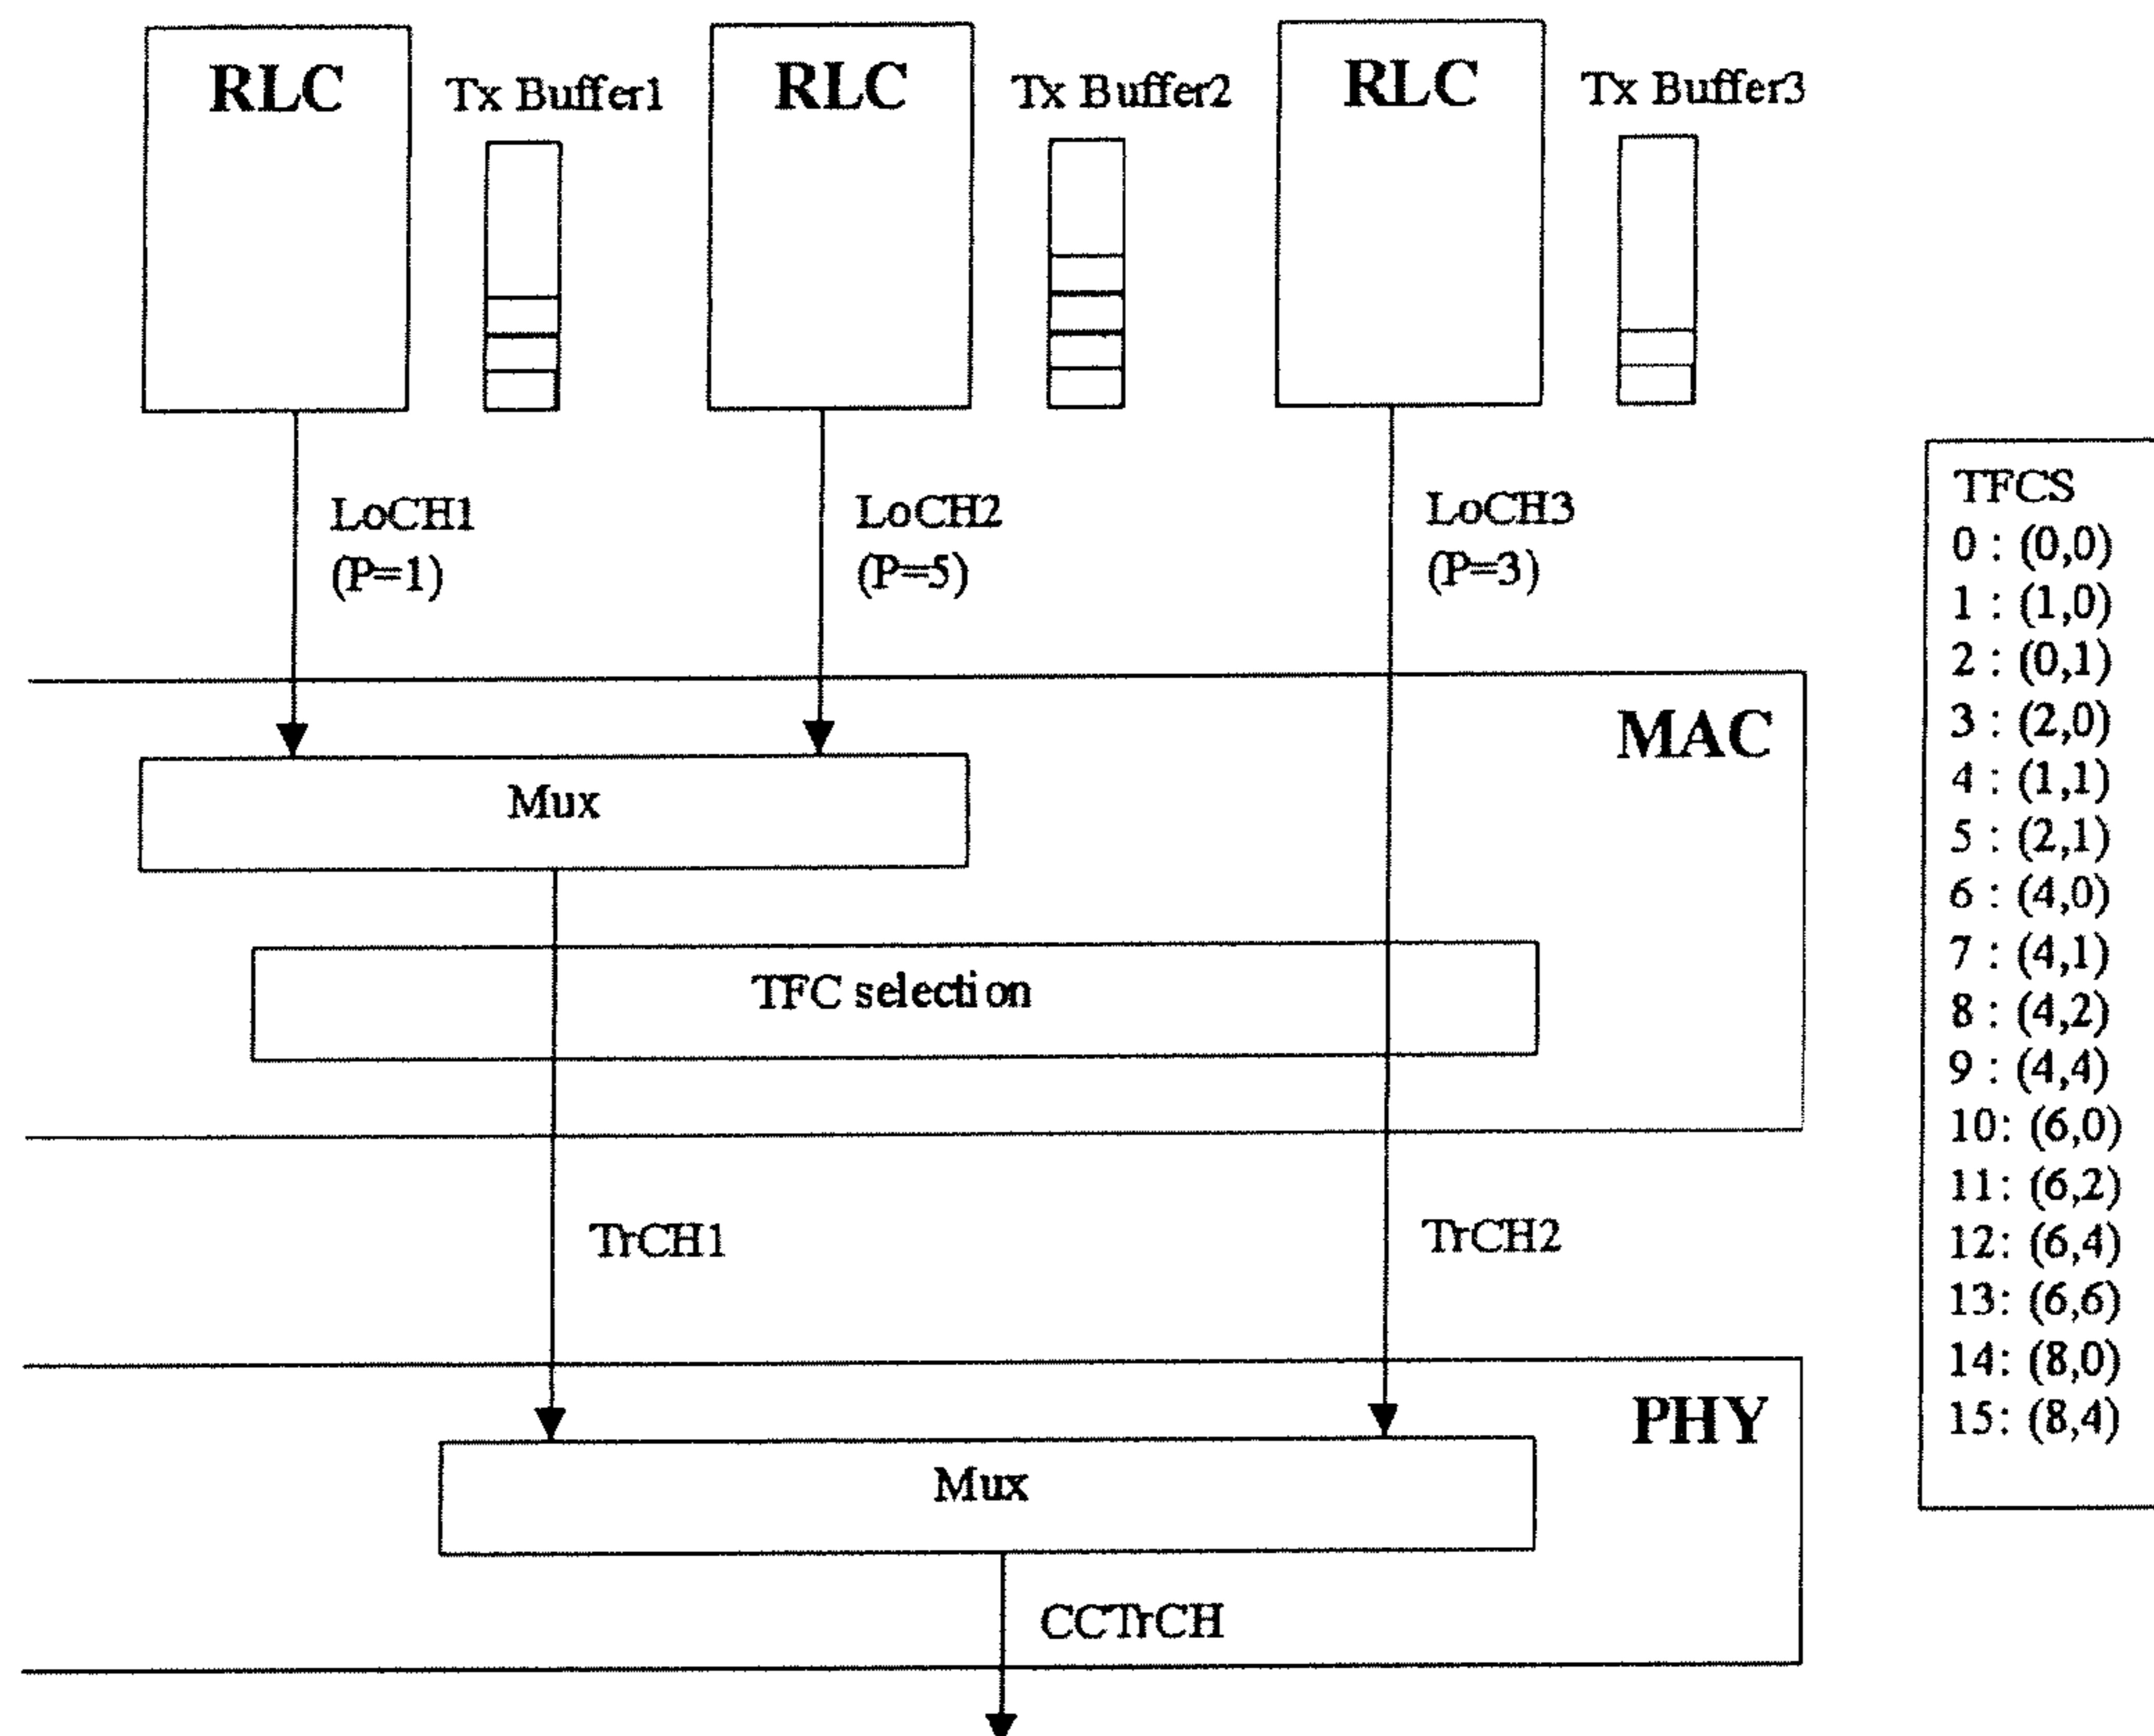 RLC Tx Buffer1 RLC Tx Buffer2 RLC Tx Buffer3
LoCH1 LoCH2 LoCH3
(P=1) (P=5) (P=3)
MAC
Mux
TFC selection
TrCH1 TrCH2
PHY
Mux
CCTrCH
TFCS
0 : (0,0)
1 : (1,0)
2 : (0,1)
3 : (2,0)
4 : (1,1)
5 : (2,1)
6 : (4,0)
7 : (4,1)
8 : (4,2)
9 : (4,4)
10: (6,0)
11: (6,2)
12: (6,4)
13: (6,6)
14: (8,0)
15: (8,4)